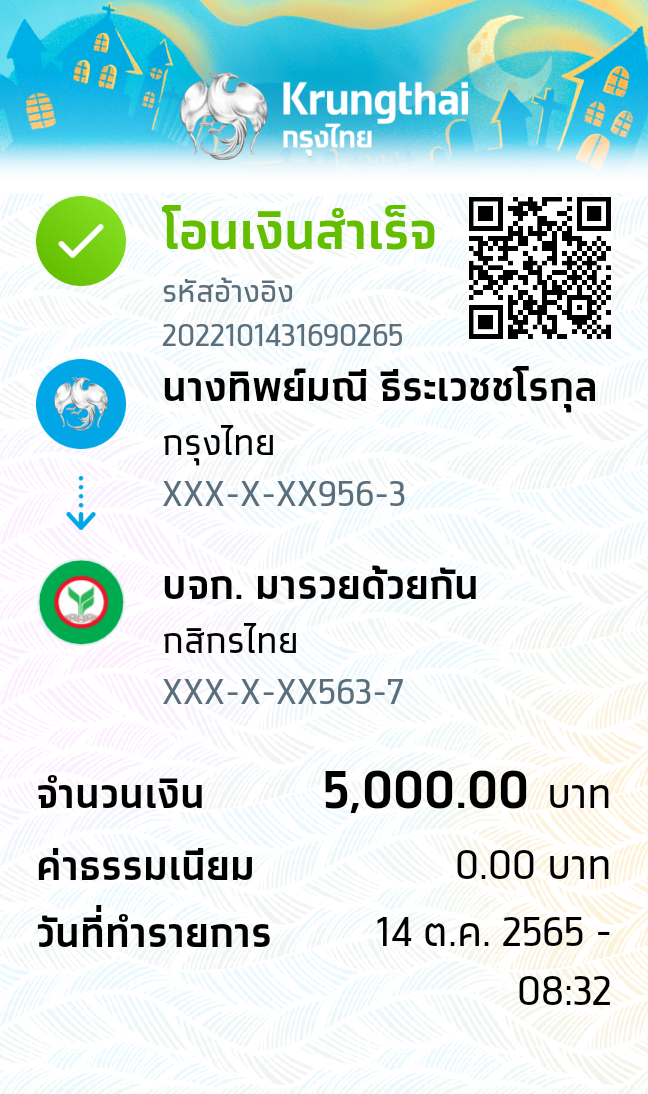 Krungthai
กรุงไทย
โอนเงินสำเร็จ
รหัสอ้างอิง
2022101431690265
นางทิพย์มณี ธีระเวชชโรกุล
กรุงไทย
XXX-X-XX956-3
บจก. มารวยด้วยกัน
กสิกรไทย
XXX-X-XX563-7
จำนวนเงิน 5,000.00 บาท
ค่าธรรมเนียม 0.00 บาท
วันที่ทำรายการ 14 ต.ค. 2565 -
08:32